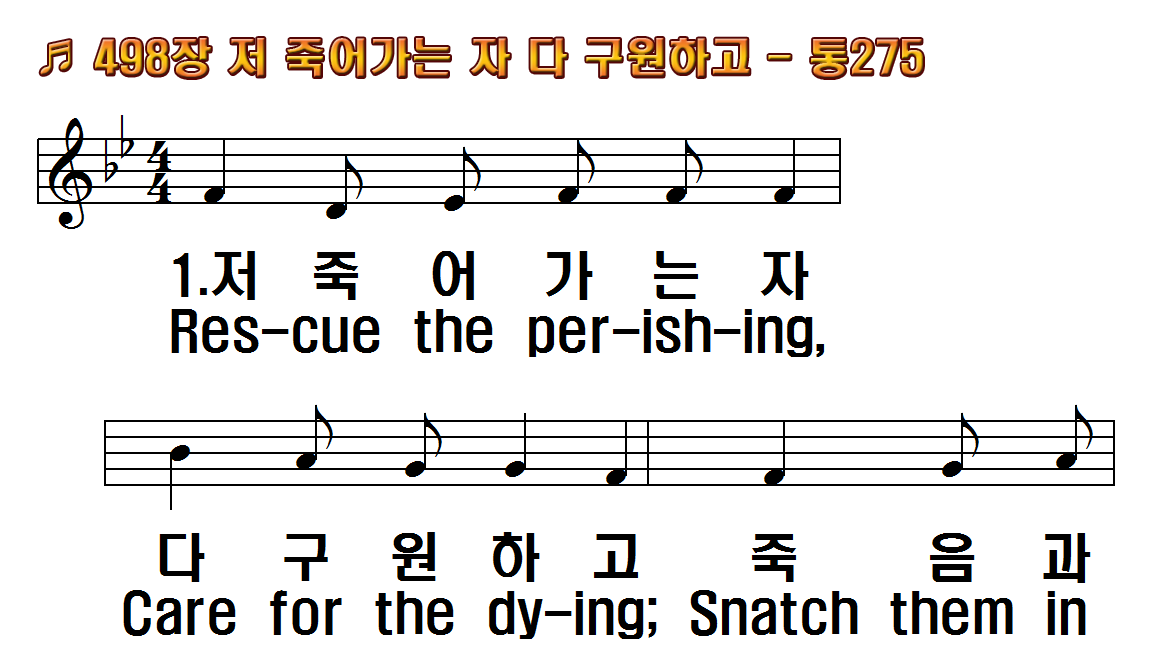 ♬ 498장 저 죽어가는 자 다 구원하고 - 통275
4
4
1.저 죽 어 가 는 자
Res-cue the per-ish-ing,
다 구 원 하 고 죽 음 과
Care for the dy-ing; Snatch them in